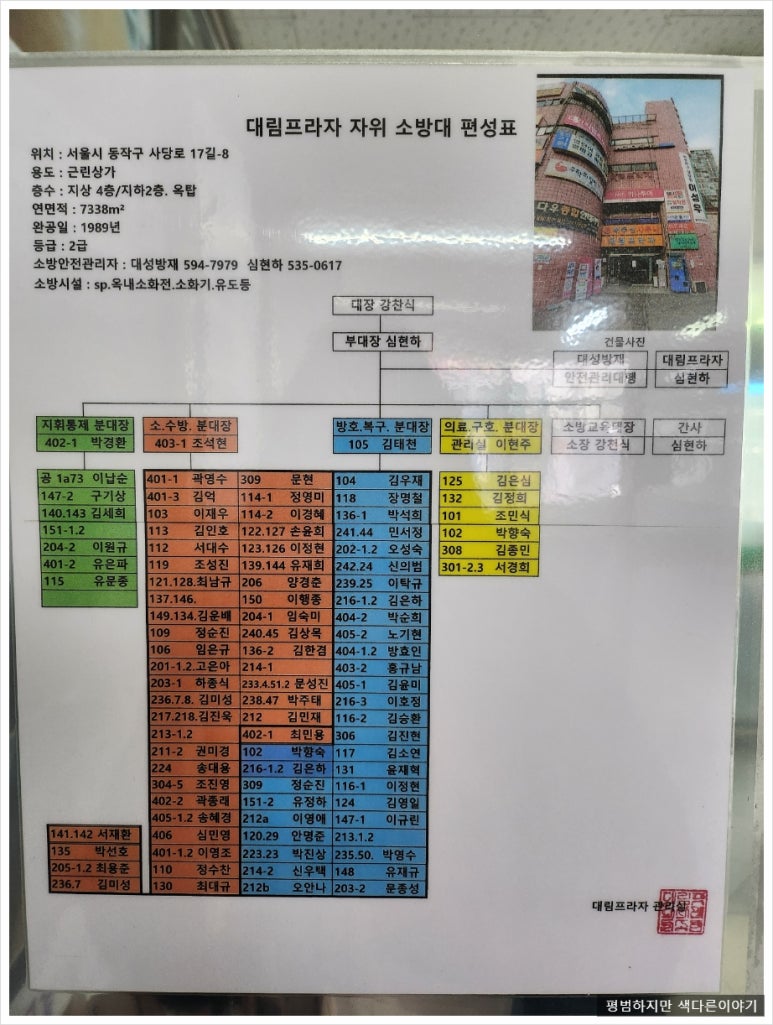 대림프라자 자위 소방대 편성표
위치 : 서울시 동작구 사당로 17길-8
용도 : 근린상가
층수 : 지상 4층/지하2층. 옥탑
연면적 : 7338m²
완공일 : 1989년
등급 : 2급
소방안전관리자 : 대성방재 594-7979 심현하 535-0617
소방시설 : sp.옥내소화전.소화기.유도등
건물사진
대장 강찬식
부대장 심현하
대성방재 대림프라자
안전관리대행 심현하
지휘통제 분대장
402-1 박경환
소.수방. 분대장
403-1 조석현
방호.복구. 분대장
105 김태천
의료.구호. 분대장
관리실 이현주
소방교육대장
소장 강천식
간사
심현하
공 1a73 이납순
147-2 구기상
140.143 김세희
151-1.2
204-2 이원규
401-2 유은파
115 유문종
401-1 곽영수
401-3 김억
103 이재우
113 김인호
112 서대수
119 조성진
121.128.최남규
137.146.
149.134.김윤배
109 정순진
106 임은규
201-1.2.고은아
203-1 하종식
236.7.8. 김미성
217.218.김진욱
213-1.2
211-2 권미경
224 송대용
304-5 조진영
402-2 곽종래
405-1.2 송혜경
406 심민영
401-1.2 이영조
110 정수찬
130 최대규
309 문현
114-1 정영미
114-2 이경혜
122.127 손윤희
123.126 이정현
139.144 유재희
206 양경준
150 이행종
204-1 임숙미
240.45 김상목
136-2 김한겸
214-1
233.4.51.2 문성진
238.47 박주태
212 김민재
402-1 최민용
102 박향숙
216-1.2 김은하
309 정순진
151-2 유정하
212a 이영애
120.29 안명준
223.23 박진상
214-2 신우택
212b 오안나
104 김우재
118 장명철
136-1 박석희
241.44 민서정
202-1.2 오성숙
242.24 신의범
239.25 이탁규
216-1.2 김은하
204-2 박순희
405-2 노기현
404-1.2 방효인
403-2 홍규남
405-1 김윤미
216-3 이호정
116-2 김승환
306 김진현
117 김소연
131 윤재혁
116-1 이정현
124 김영일
147-1 이규린
213.1.2
235.50. 박영수
148 유재규
203-2 문종성
125 김은심
132 김정희
101 조민식
102 박향숙
308 김종민
301-2.3 서경희
141.142 서재환
135 박선호
205-1.2 최용준
236.7 김미성
대림프라자 관리실
평범하지만 색다른이야기